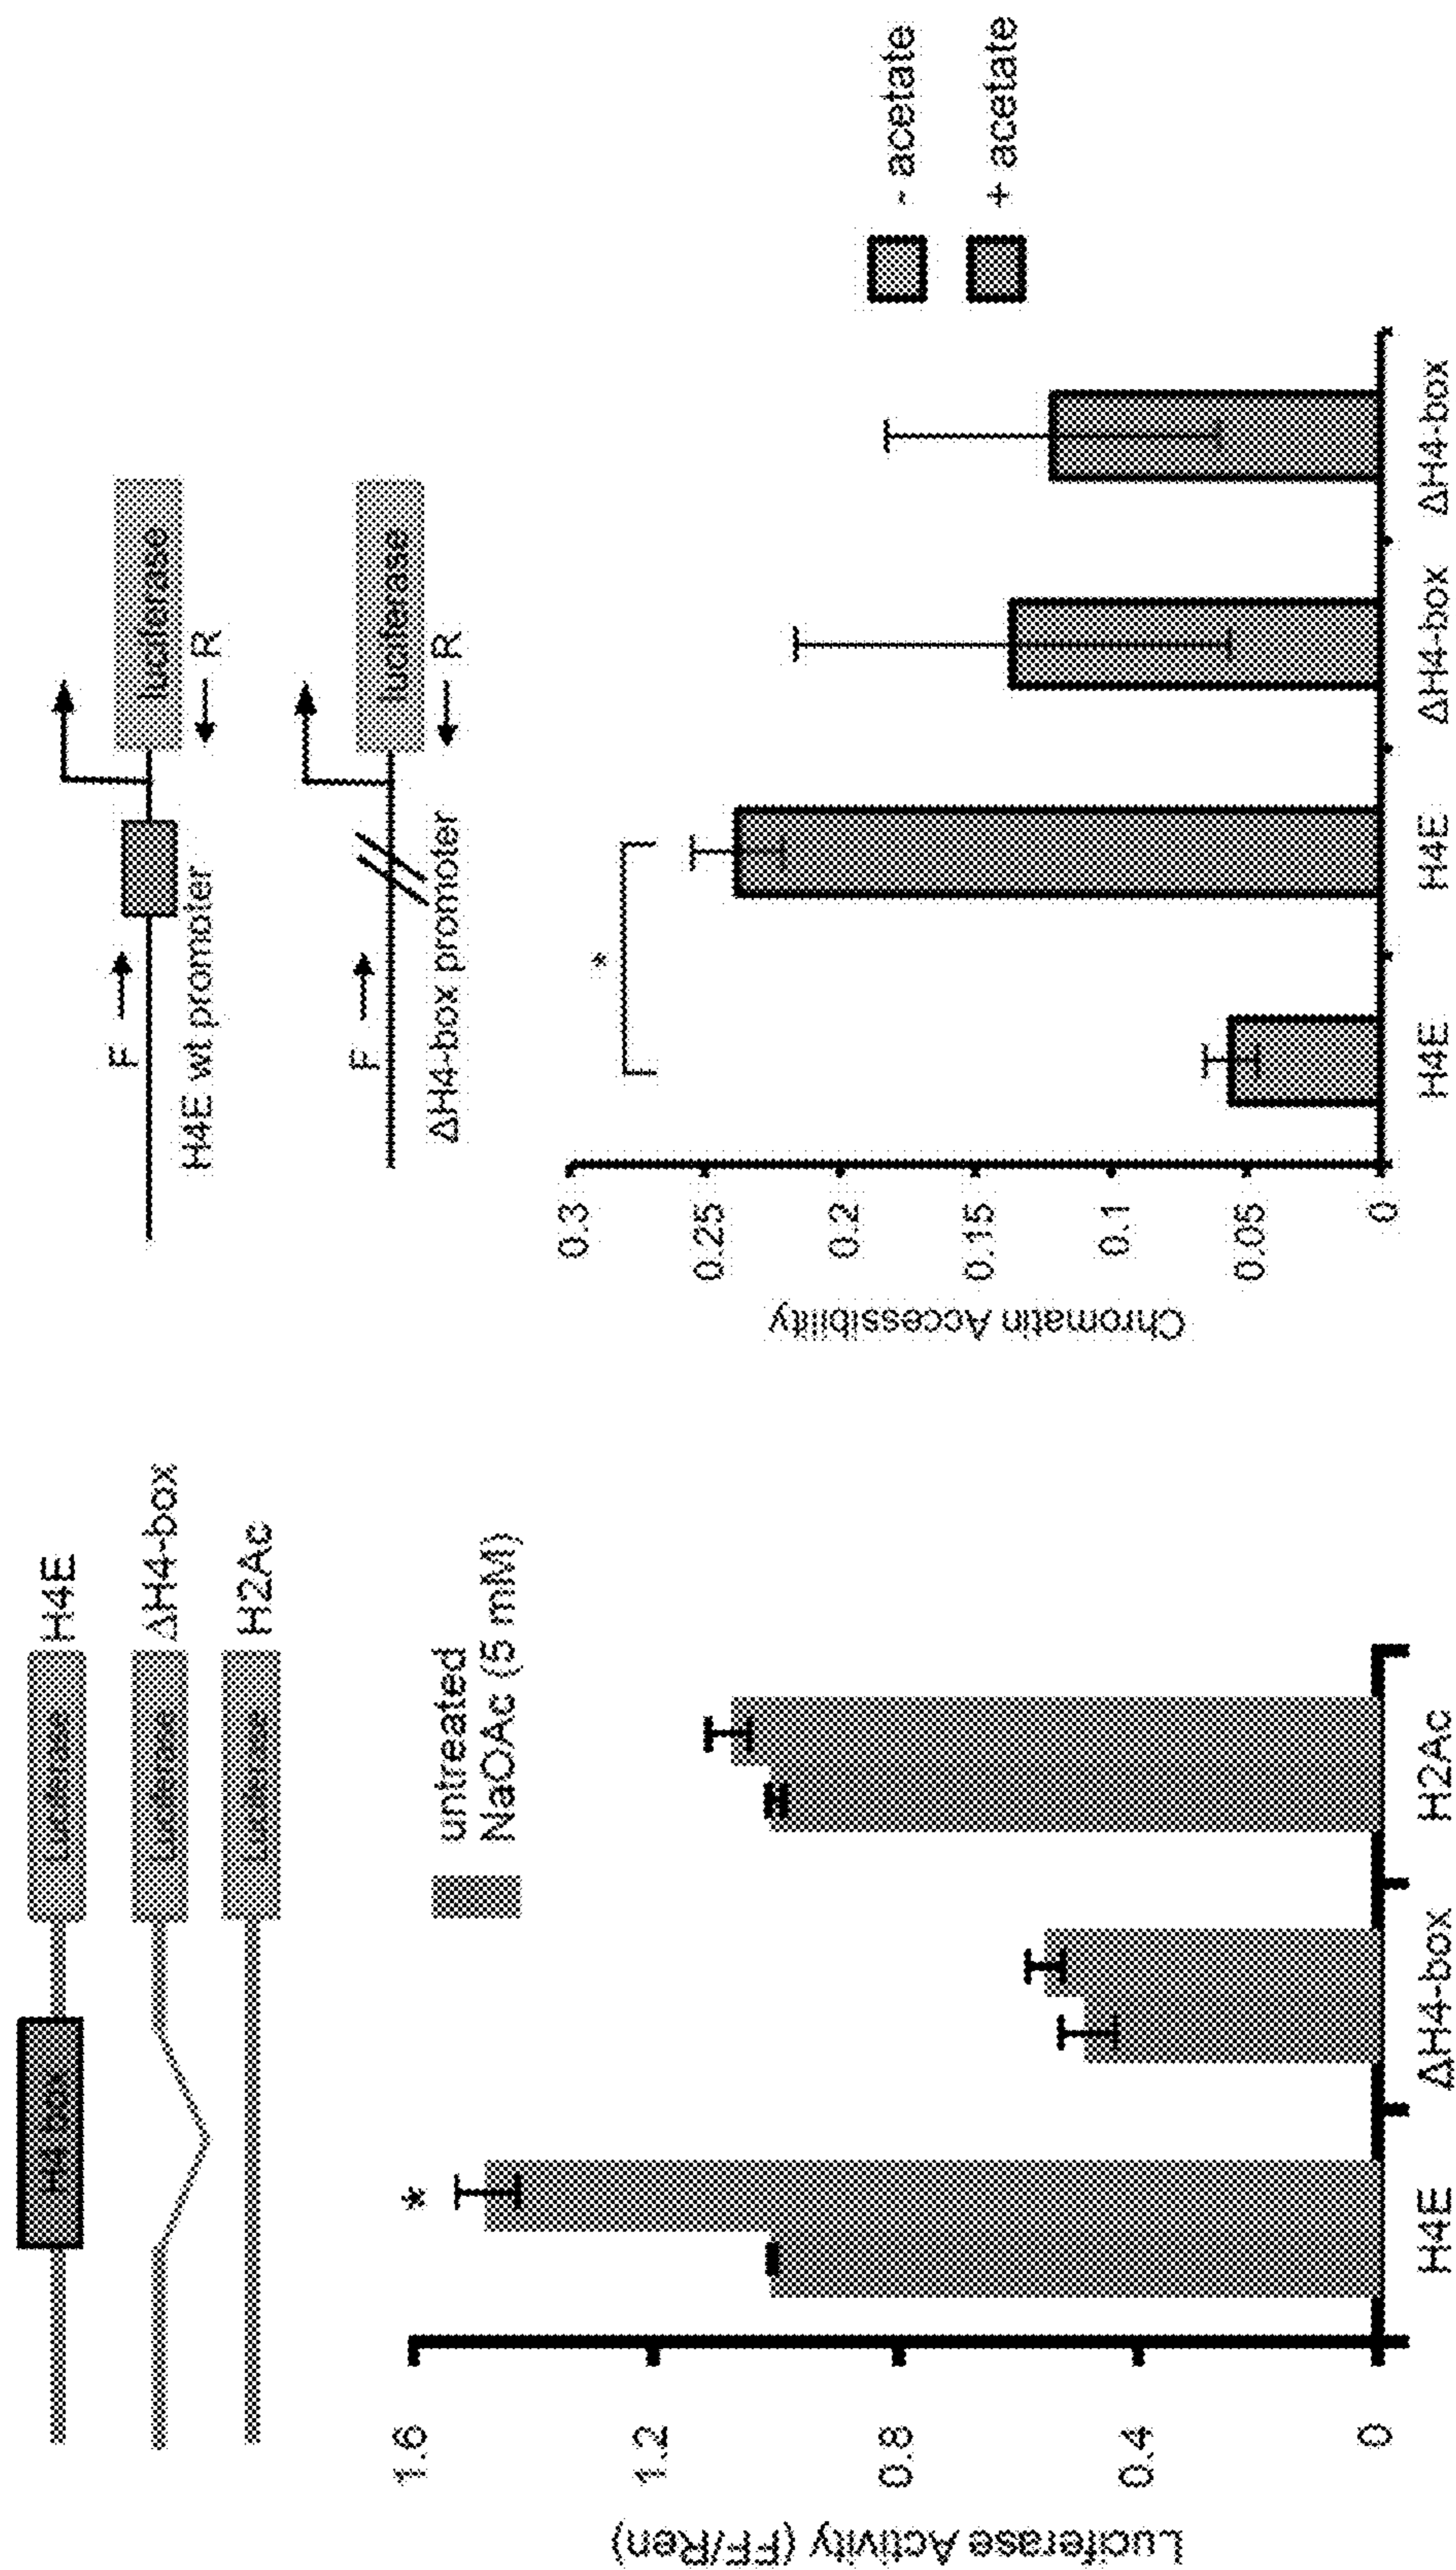 H4 box
Luciferase
H4E
Luciferase
ΔH4-box
Luciferase
H2Ac
untreated
NaOAc (5 mM)
Luciferase Activity (FF/Ren)
1.6
1.2
0.8
0.4
0
*
H4E
ΔH4-box
H2Ac
F
luciferase
R
H4E wt promoter
F
luciferase
R
ΔH4-box promoter
Chromatin Accessibility
0.3
0.25
0.2
0.15
0.1
0.05
0
*
H4E
H4E
ΔH4-box
ΔH4-box
- acetate
+ acetate